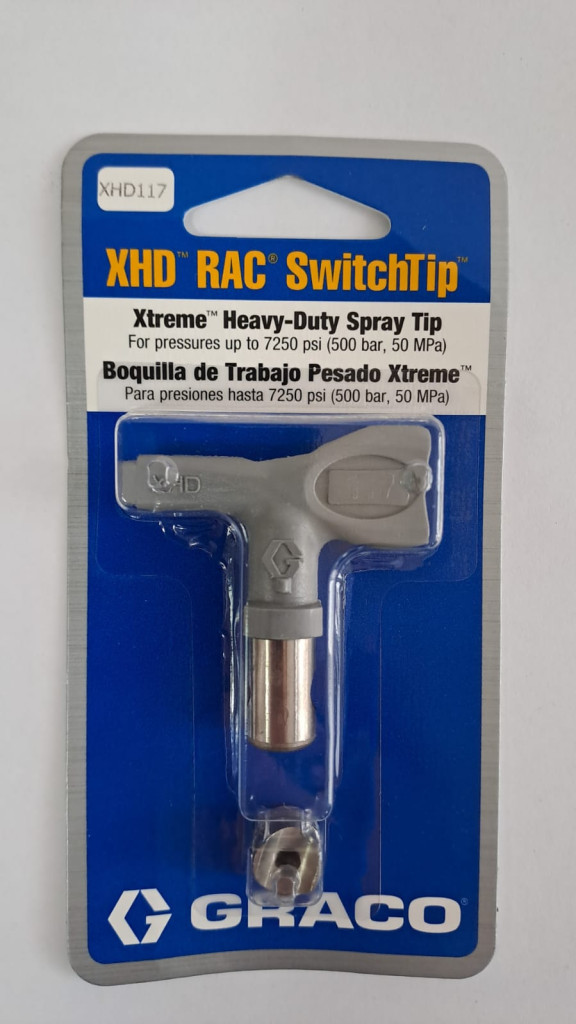 XHD117
XHD™ RAC® SwitchTip™
Xtreme™ Heavy-Duty Spray Tip
For pressures up to 7250 psi (500 bar, 50 MPa)
Boquilla de Trabajo Pesado Xtreme™
Para presiones hasta 7250 psi (500 bar, 50 MPa)
XHD
117
G
GRACO®